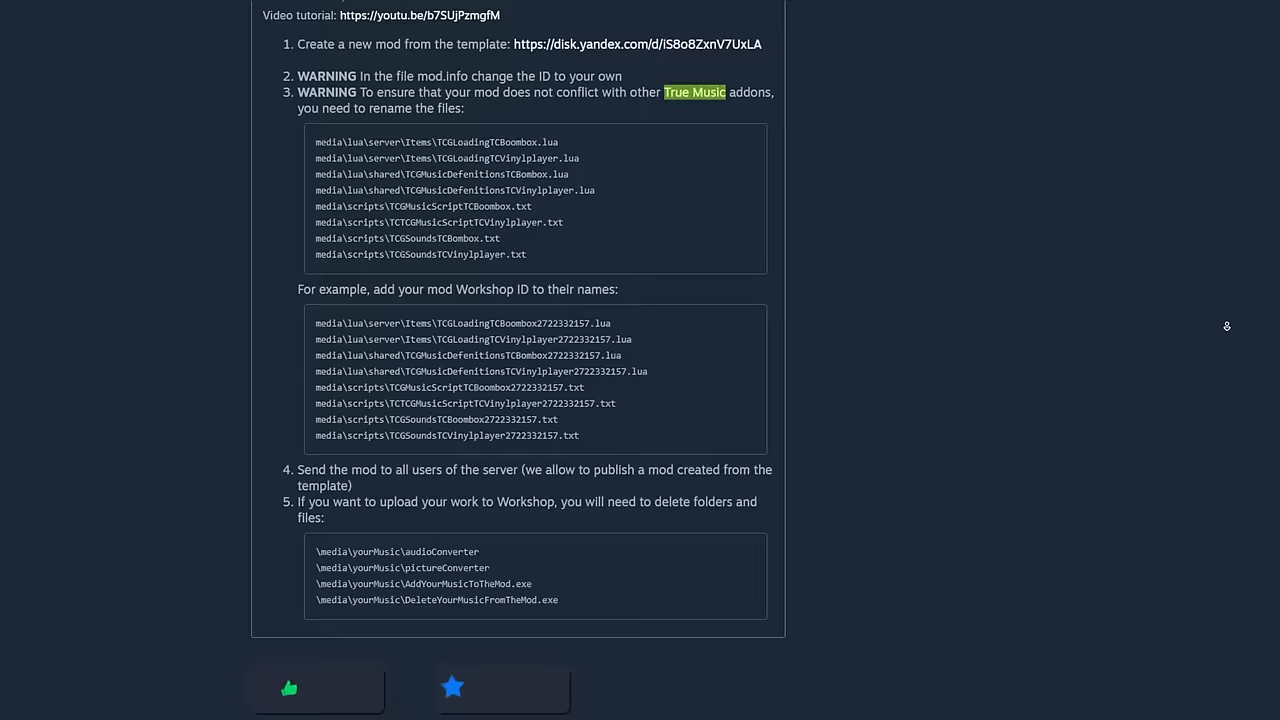 Video tutorial: https://youtu.be/b7SUjPzmgfM
1. Create a new mod from the template: https://disk.yandex.com/d/iS8o8ZxnV7UxLA
2. WARNING In the file mod.info change the ID to your own
3. WARNING To ensure that your mod does not conflict with other True Music addons,
you need to rename the files:
media\lua\server\Items\TCGLoadingTCBoombox.lua
media\lua\server\Items\TCGLoadingTCVinylplayer.lua
media\lua\shared\TCGMusicDefenitionsTCBombox.lua
media\lua\shared\TCGMusicDefenitionsTCVinylplayer.lua
media\scripts\TCGMusicScriptTCBoombox.txt
media\scripts\TCTCGMusicScriptTCVinylplayer.txt
media\scripts\TCGSoundsTCBombox.txt
media\scripts\TCGSoundsTCVinylplayer.txt
For example, add your mod Workshop ID to their names:
media\lua\server\Items\TCGLoadingTCBoombox2722332157.lua
media\lua\server\Items\TCGLoadingTCVinylplayer2722332157.lua
media\lua\shared\TCGMusicDefenitionsTCBombox2722332157.lua
media\lua\shared\TCGMusicDefenitionsTCVinylplayer2722332157.lua
media\scripts\TCGMusicScriptTCBoombox2722332157.txt
media\scripts\TCTCGMusicScriptTCVinylplayer2722332157.txt
media\scripts\TCGSoundsTCBoombox2722332157.txt
media\scripts\TCGSoundsTCVinylplayer2722332157.txt
4. Send the mod to all users of the server (we allow to publish a mod created from the
template)
5. If you want to upload your work to Workshop, you will need to delete folders and
files:
\media\yourMusic\audioConverter
\media\yourMusic\pictureConverter
\media\yourMusic\AddYourMusicToTheMod.exe
\media\yourMusic\DeleteYourMusicFromTheMod.exe